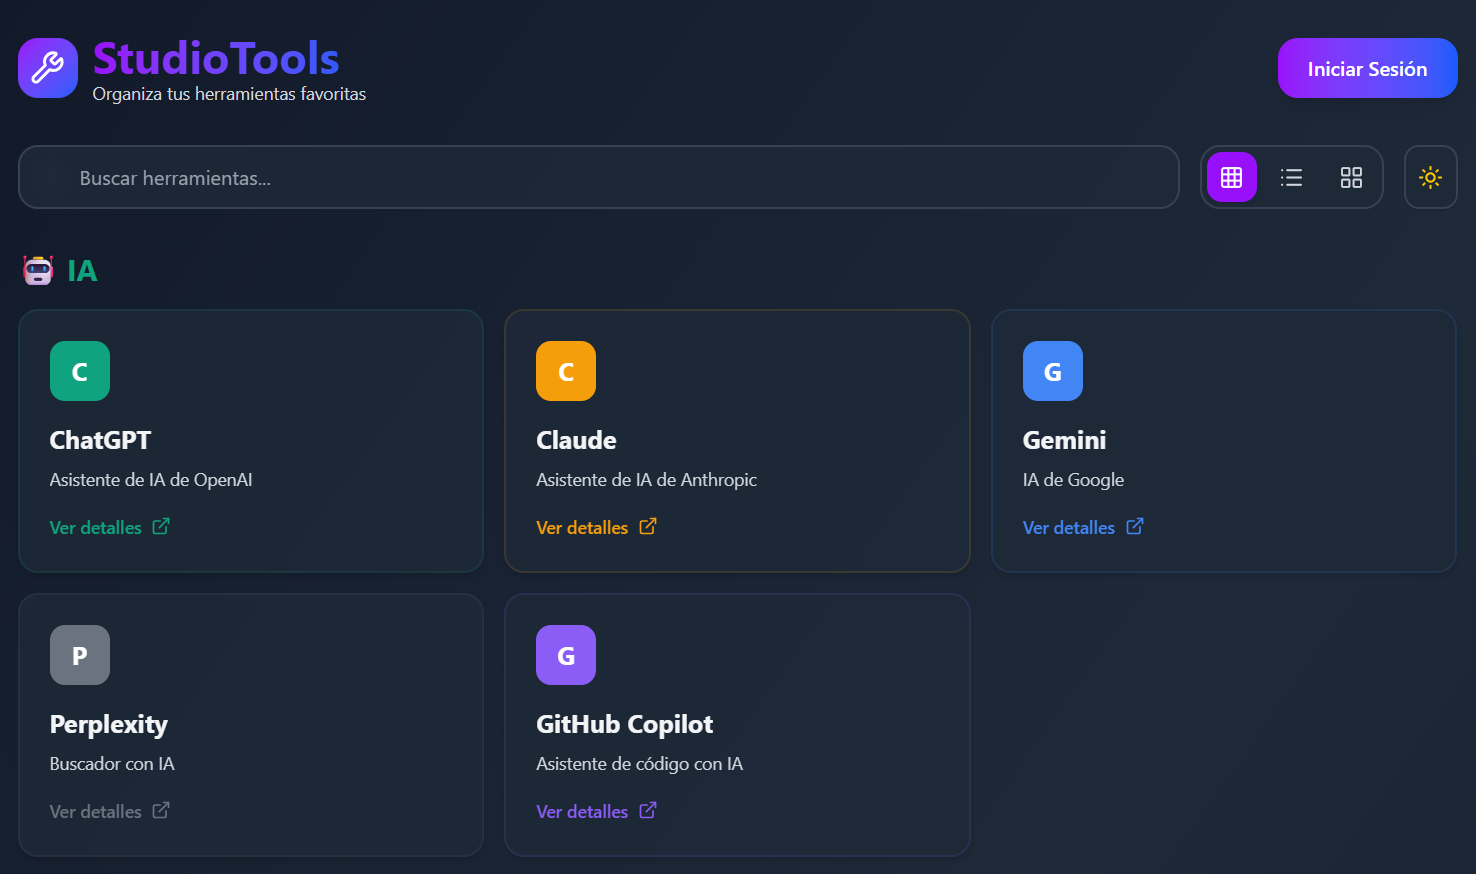 StudioTools
Organiza tus herramientas favoritas
Iniciar Sesión
Buscar herramientas...
IA
C
ChatGPT
Asistente de IA de OpenAI
Ver detalles
C
Claude
Asistente de IA de Anthropic
Ver detalles
G
Gemini
IA de Google
Ver detalles
P
Perplexity
Buscador con IA
Ver detalles
G
GitHub Copilot
Asistente de código con IA
Ver detalles